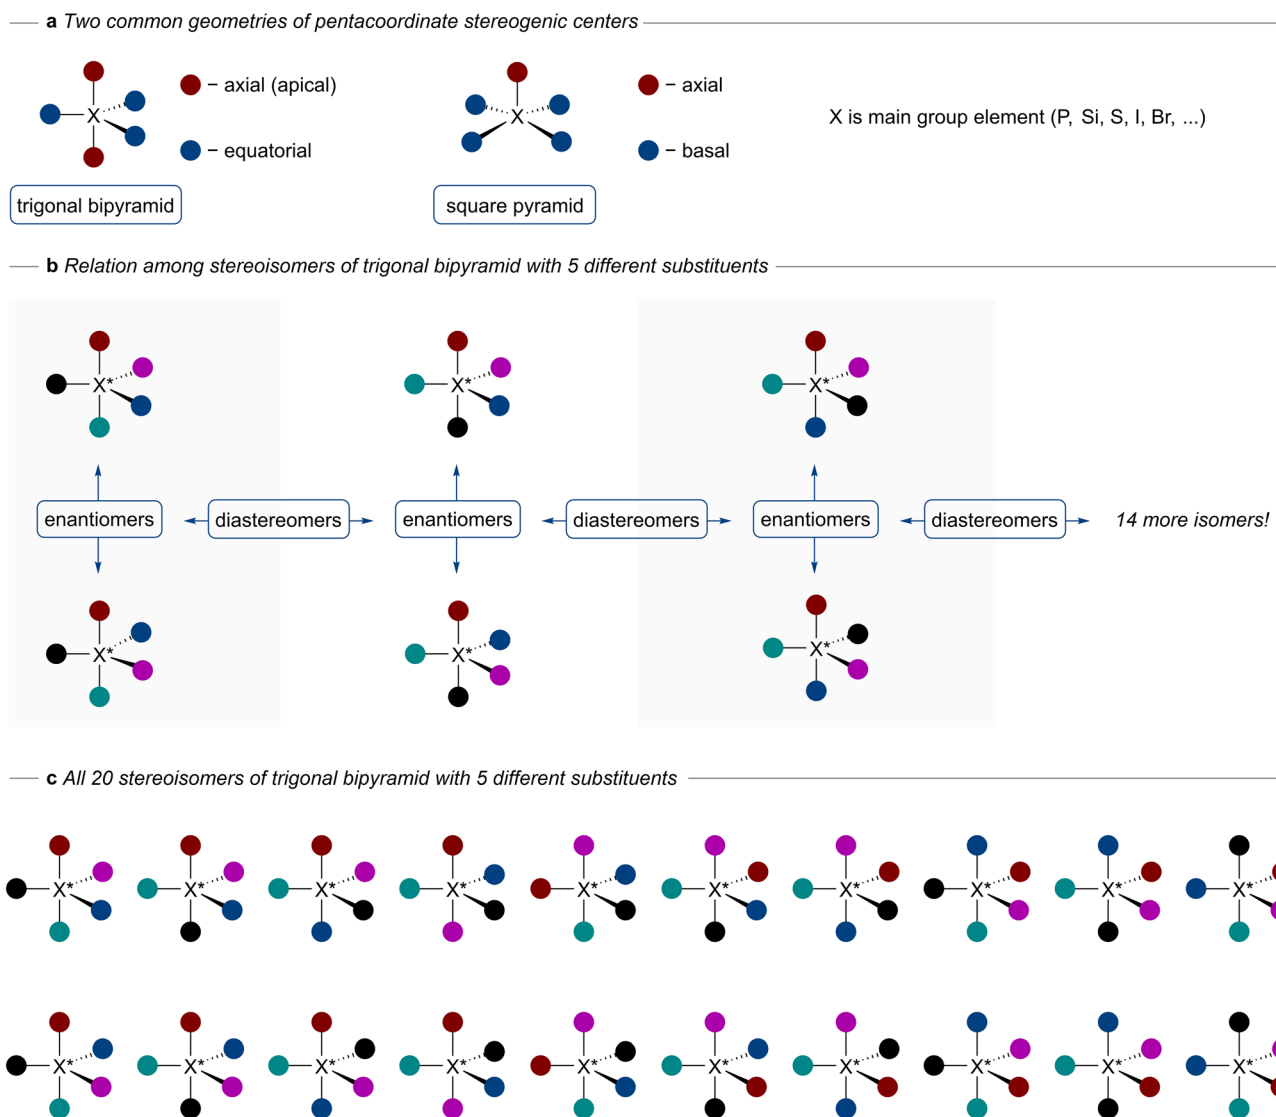 a Two common geometries of pentacoordinate stereogenic centers
X
– axial (apical)
– equatorial
trigonal bipyramid
X
– axial
– basal
square pyramid
X is main group element (P, Si, S, I, Br, ...)
b Relation among stereoisomers of trigonal bipyramid with 5 different substituents
X* X* X*
enantiomers diastereomers enantiomers diastereomers enantiomers diastereomers 14 more isomers!
X* X* X*
c All 20 stereoisomers of trigonal bipyramid with 5 different substituents
X* X* X* X* X* X* X* X* X* X*
X* X* X* X* X* X* X* X* X* X*